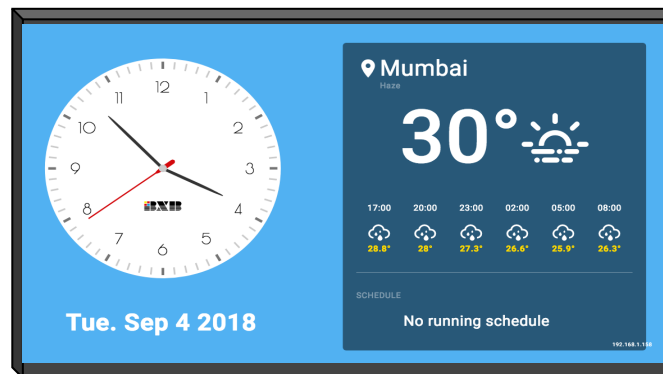 12
11
1
10
2
9
3
8
4
7
5
6
BXB
Tue. Sep 4 2018
Mumbai
Haze
30°
17:00 20:00 23:00 02:00 05:00 08:00
28.8° 28° 27.3° 26.6° 25.9° 26.3°
SCHEDULE
No running schedule
192.168.1.158